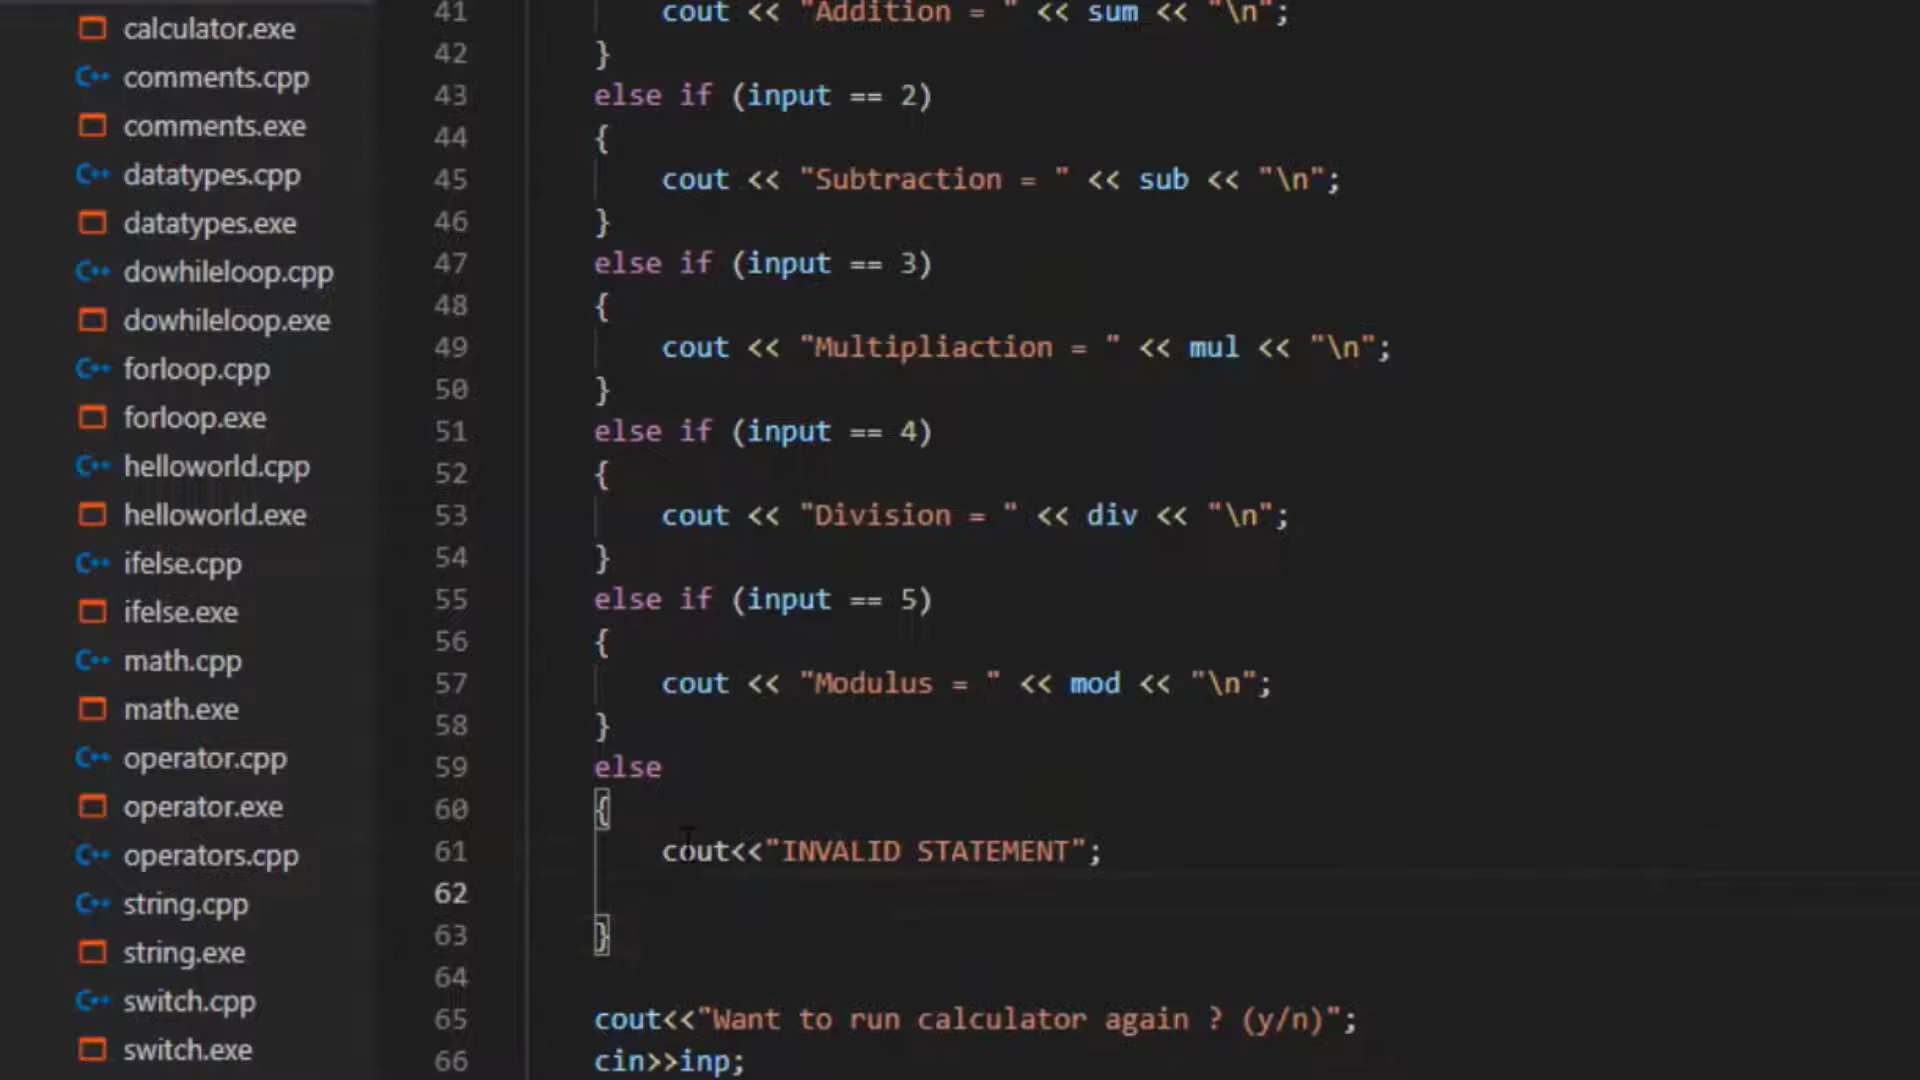 calculator.exe
comments.cpp
comments.exe
datatypes.cpp
datatypes.exe
dowhileloop.cpp
dowhileloop.exe
forloop.cpp
forloop.exe
helloworld.cpp
helloworld.exe
ifelse.cpp
ifelse.exe
math.cpp
math.exe
operator.cpp
operator.exe
operators.cpp
string.cpp
string.exe
switch.cpp
switch.exe
41 cout << "Addition = " << sum << "\n";
42 }
43 else if (input == 2)
44 {
45 cout << "Subtraction = " << sub << "\n";
46 }
47 else if (input == 3)
48 {
49 cout << "Multipliaction = " << mul << "\n";
50 }
51 else if (input == 4)
52 {
53 cout << "Division = " << div << "\n";
54 }
55 else if (input == 5)
56 {
57 cout << "Modulus = " << mod << "\n";
58 }
59 else
60 {
61 cout<<"INVALID STATEMENT";
62
63 }
64
65 cout<<"Want to run calculator again ? (y/n)";
66 cin>>inp;